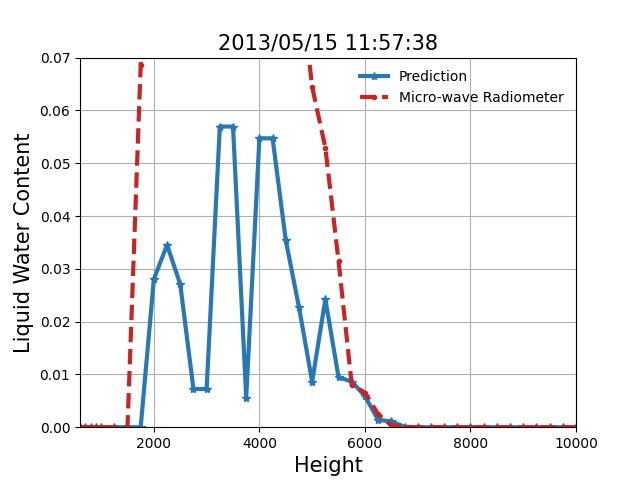 2013/05/15 11:57:38
Prediction
Micro-wave Radiometer
Liquid Water Content
0.07
0.06
0.05
0.04
0.03
0.02
0.01
0.00
2000 4000 6000 8000 10000
Height